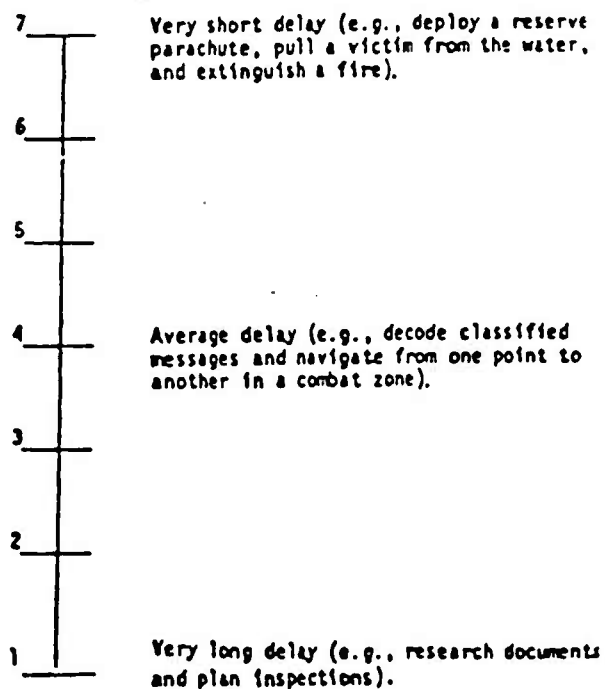 7 Very short delay (e.g., deploy a reserve
parachute, pull a victim from the water,
and extinguish a fire).
6
5
4 Average delay (e.g., decode classified
messages and navigate from one point to
another in a combat zone).
3
2
1 Very long delay (e.g., research documents
and plan inspections).